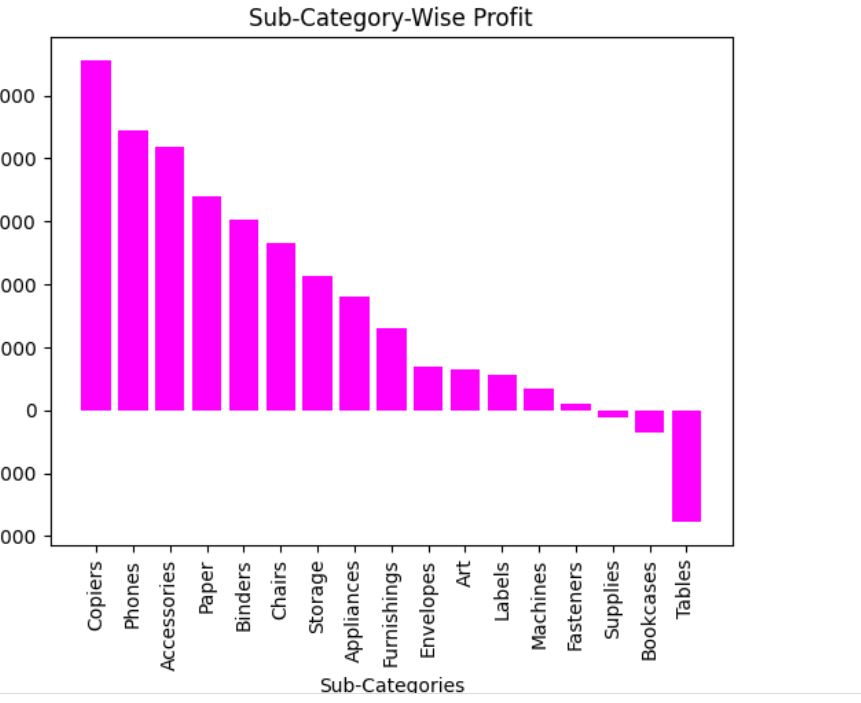 Sub-Category-Wise Profit
000
000
000
000
000
0
000
000
Copiers
Phones
Accessories
Paper
Binders
Chairs
Storage
Appliances
Furnishings
Envelopes
Art
Labels
Machines
Fasteners
Supplies
Bookcases
Tables
Sub-Categories